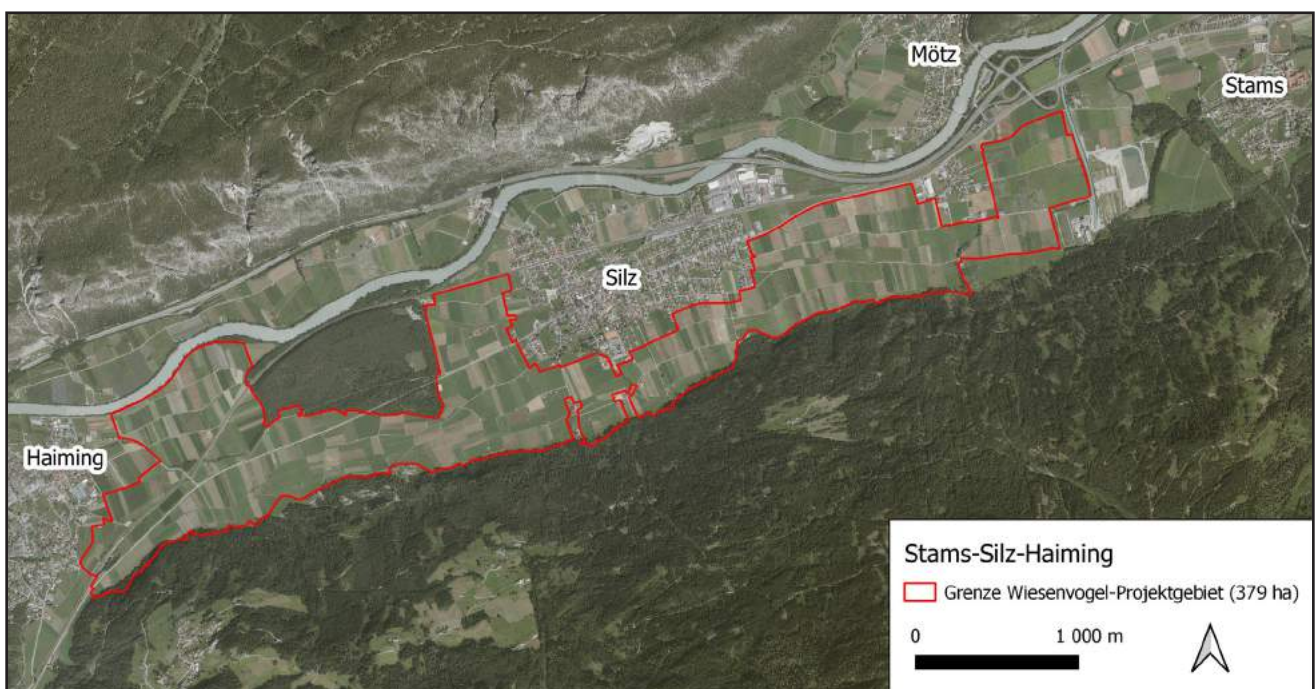 Mötz
Stams
Silz
Haiming
Stams-Silz-Haiming
Grenze Wiesenvogel-Projektgebiet (379 ha)
0 1 000 m